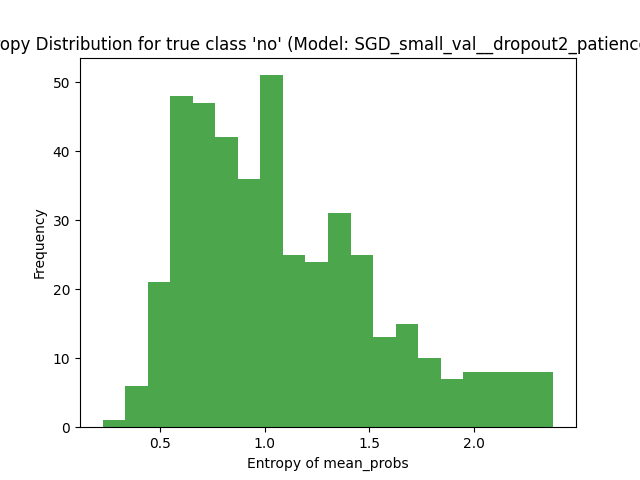 opy Distribution for true class 'no' (Model: SGD_small_val__dropout2_patience
50
40
30
20
10
0
Frequency
0.5 1.0 1.5 2.0
Entropy of mean_probs